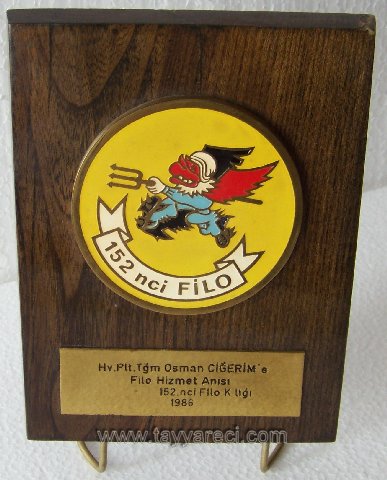 152 nci FİLO
Hv.Plt.Tğm Osman CİĞERİM'e
Filo Hizmet Anısı
152.nci Filo K.lığı
1986
www.tayyareci.com